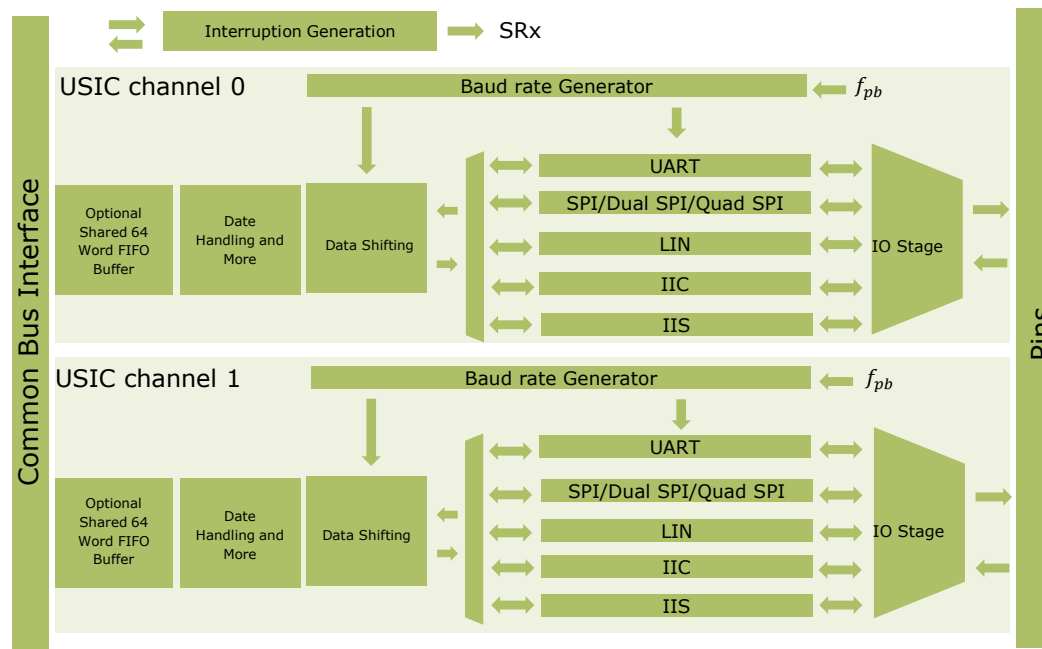 Interruption Generation
SRx
USIC channel 0
Baud rate Generator
f_pb
Common Bus Interface
Optional
Shared 64
Word FIFO
Buffer
Date
Handling and
More
Data Shifting
UART
SPI/Dual SPI/Quad SPI
LIN
IIC
IIS
IO Stage
Pins
USIC channel 1
Baud rate Generator
f_pb
Optional
Shared 64
Word FIFO
Buffer
Date
Handling and
More
Data Shifting
UART
SPI/Dual SPI/Quad SPI
LIN
IIC
IIS
IO Stage